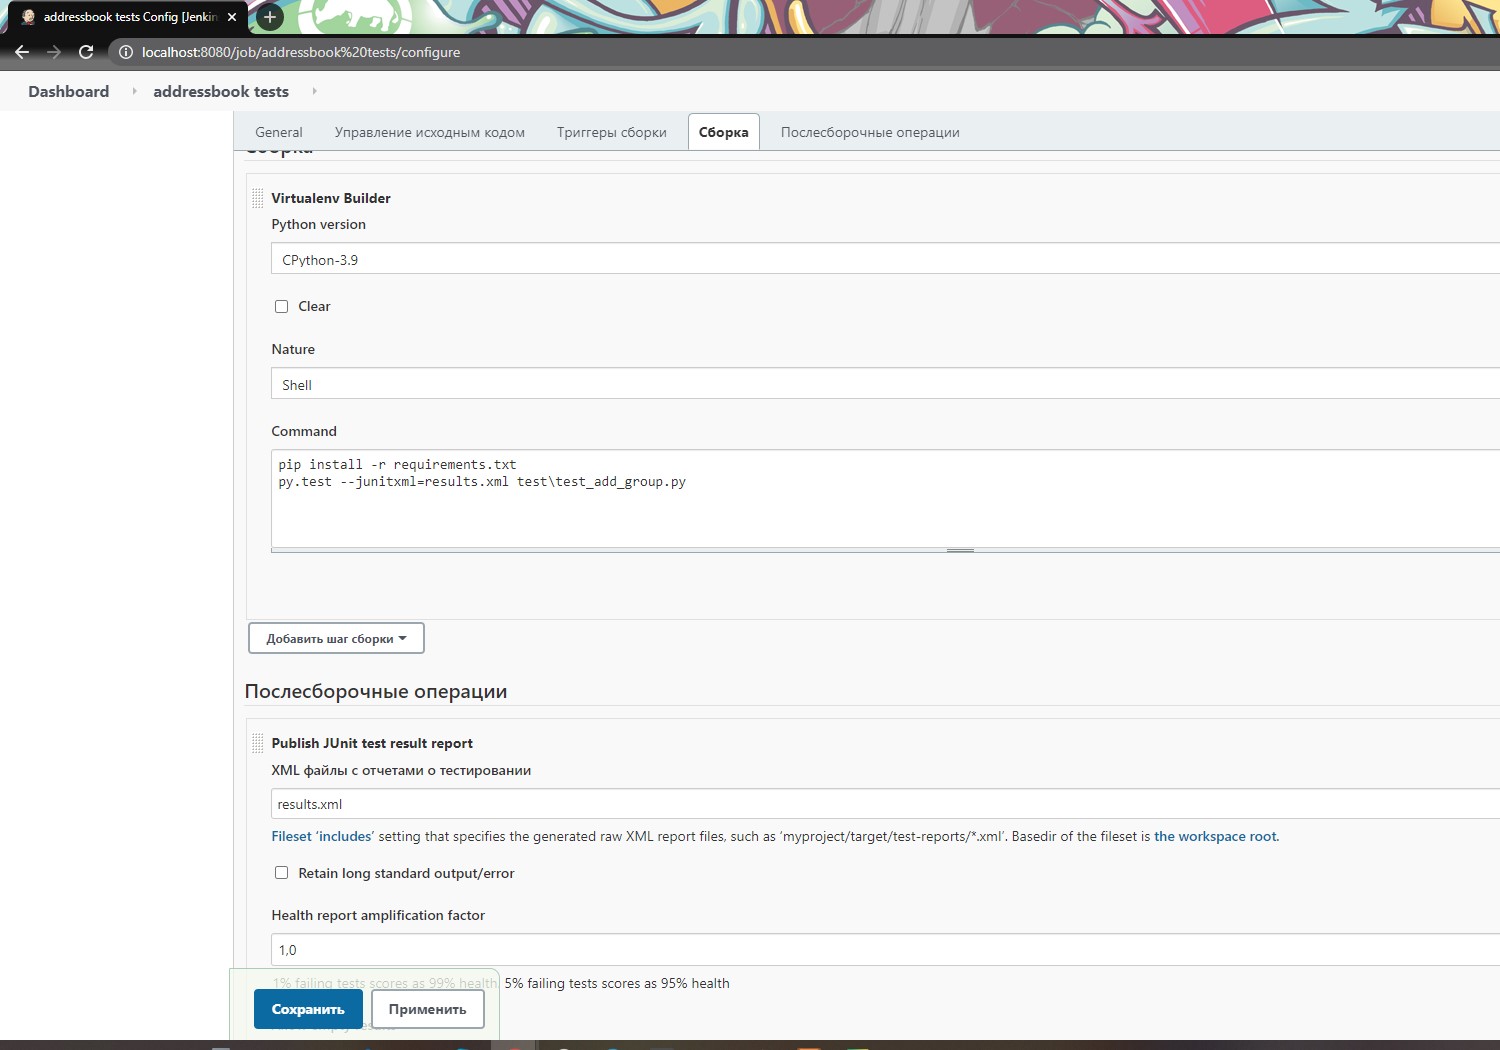 addressbook tests Config [Jenkin
localhost:8080/job/addressbook%20tests/configure
Dashboard addressbook tests
General Управление исходным кодом Триггеры сборки Сборка Послесборочные операции
Сборка
Virtualenv Builder
Python version
CPython-3.9
Clear
Nature
Shell
Command
pip install -r requirements.txt
py.test --junitxml=results.xml test\test_add_group.py
Добавить шаг сборки
Послесборочные операции
Publish JUnit test result report
XML файлы с отчетами о тестировании
results.xml
Fileset ‘includes’ setting that specifies the generated raw XML report files, such as ‘myproject/target/test-reports/*.xml’. Basedir of the fileset is the workspace root.
Retain long standard output/error
Health report amplification factor
1,0
1% failing tests scores as 99% health. 5% failing tests scores as 95% health
Сохранить Применить